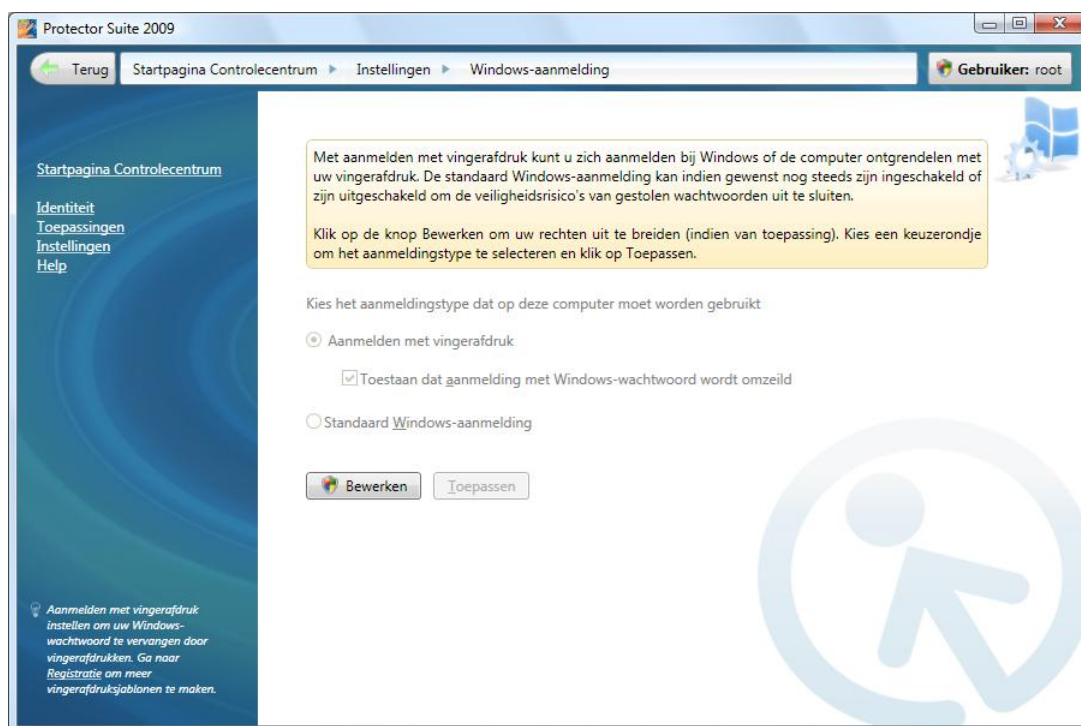 Protector Suite 2009
Terug
Startpagina Controlecentrum
Instellingen
Windows-aanmelding
Gebruiker: root
Startpagina Controlecentrum
Identiteit
Toepassingen
Instellingen
Help
Met aanmelden met vingerafdruk kunt u zich aanmelden bij Windows of de computer ontgrendelen met
uw vingerafdruk. De standaard Windows-aanmelding kan indien gewenst nog steeds zijn ingeschakeld of
zijn uitgeschakeld om de veiligheidsrisico's van gestolen wachtwoorden uit te sluiten.
Klik op de knop Bewerken om uw rechten uit te breiden (indien van toepassing). Kies een keuzerondje
om het aanmeldingstype te selecteren en klik op Toepassen.
Kies het aanmeldingstype dat op deze computer moet worden gebruikt
Aanmelden met vingerafdruk
Toestaan dat aanmelding met Windows-wachtwoord wordt omzeild
Standaard Windows-aanmelding
Bewerken
Toepassen
Aanmelden met vingerafdruk
instellen om uw Windows-
wachtwoord te vervangen door
vingerafdrukken. Ga naar
Registratie om meer
vingerafdruksjablonen te maken.